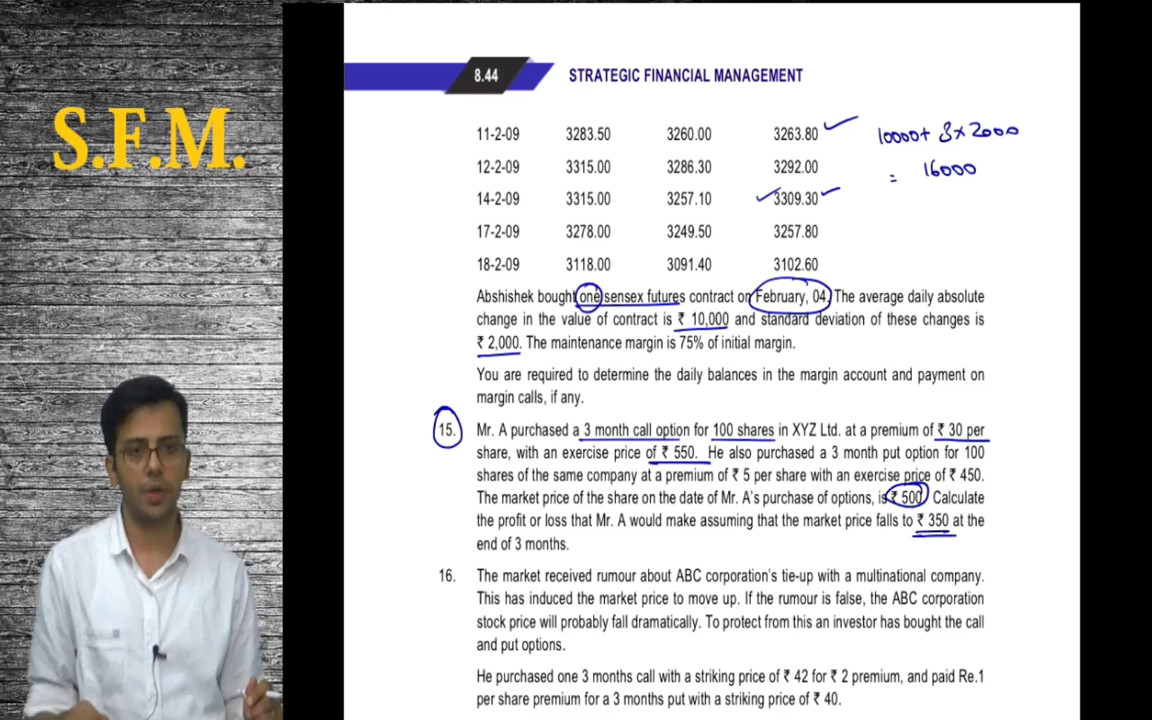 S.F.M.
8.44 STRATEGIC FINANCIAL MANAGEMENT
11-2-09 3283.50 3260.00 3263.80 10000+ 3×2000
12-2-09 3315.00 3286.30 3292.00 = 16000
14-2-09 3315.00 3257.10 3309.30
17-2-09 3278.00 3249.50 3257.80
18-2-09 3118.00 3091.40 3102.60
Abshishek bought one sensex futures contract on February, 04. The average daily absolute
change in the value of contract is ₹ 10,000 and standard deviation of these changes is
₹ 2,000. The maintenance margin is 75% of initial margin.
You are required to determine the daily balances in the margin account and payment on
margin calls, if any.
15. Mr. A purchased a 3 month call option for 100 shares in XYZ Ltd. at a premium of ₹ 30 per
share, with an exercise price of ₹ 550. He also purchased a 3 month put option for 100
shares of the same company at a premium of ₹ 5 per share with an exercise price of ₹ 450.
The market price of the share on the date of Mr. A's purchase of options, is ₹ 500. Calculate
the profit or loss that Mr. A would make assuming that the market price falls to ₹ 350 at the
end of 3 months.
16. The market received rumour about ABC corporation's tie-up with a multinational company.
This has induced the market price to move up. If the rumour is false, the ABC corporation
stock price will probably fall dramatically. To protect from this an investor has bought the call
and put options.
He purchased one 3 months call with a striking price of ₹ 42 for ₹ 2 premium, and paid Re.1
per share premium for a 3 months put with a striking price of ₹ 40.